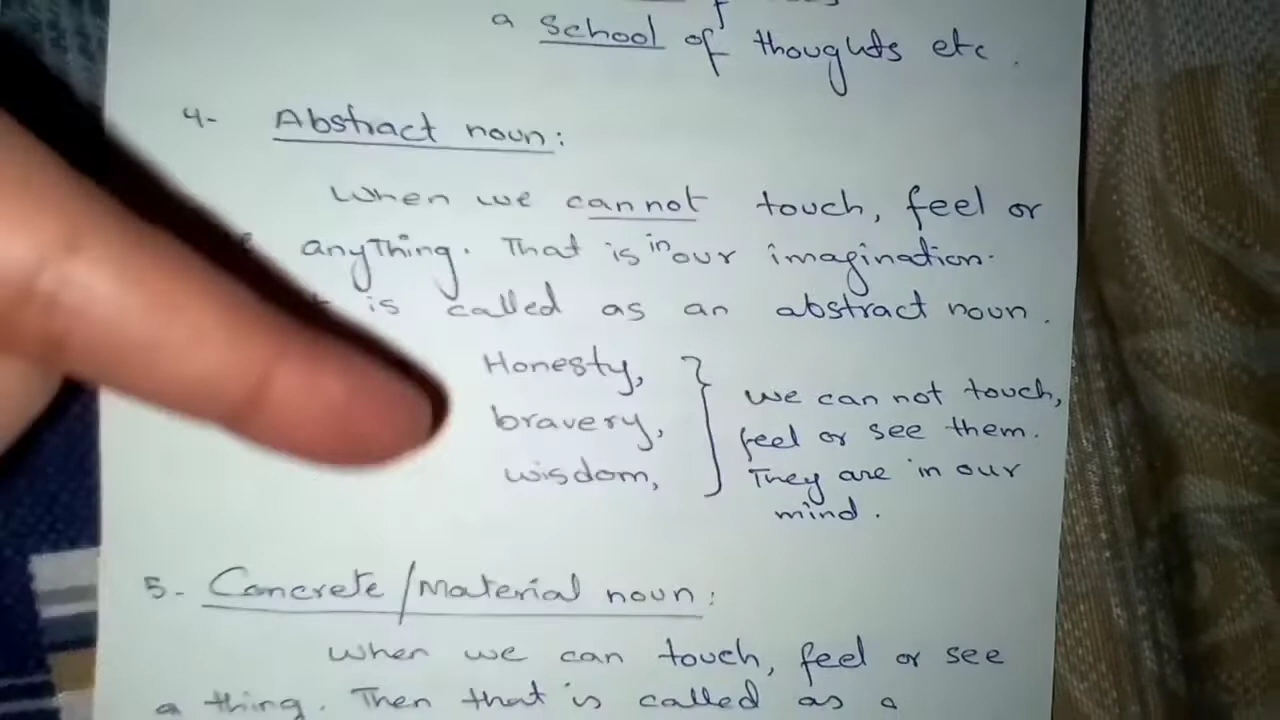 a school of thoughts etc.
4- Abstract noun:
When we cannot touch, feel or
anything. That is in our imagination.
is called as an abstract noun.
Honesty,
bravery,
wisdom,
We can not touch,
feel or see them.
They are in our
mind.
5- Concrete/Material noun:
When we can touch, feel or see
a thing. Then that is called as a